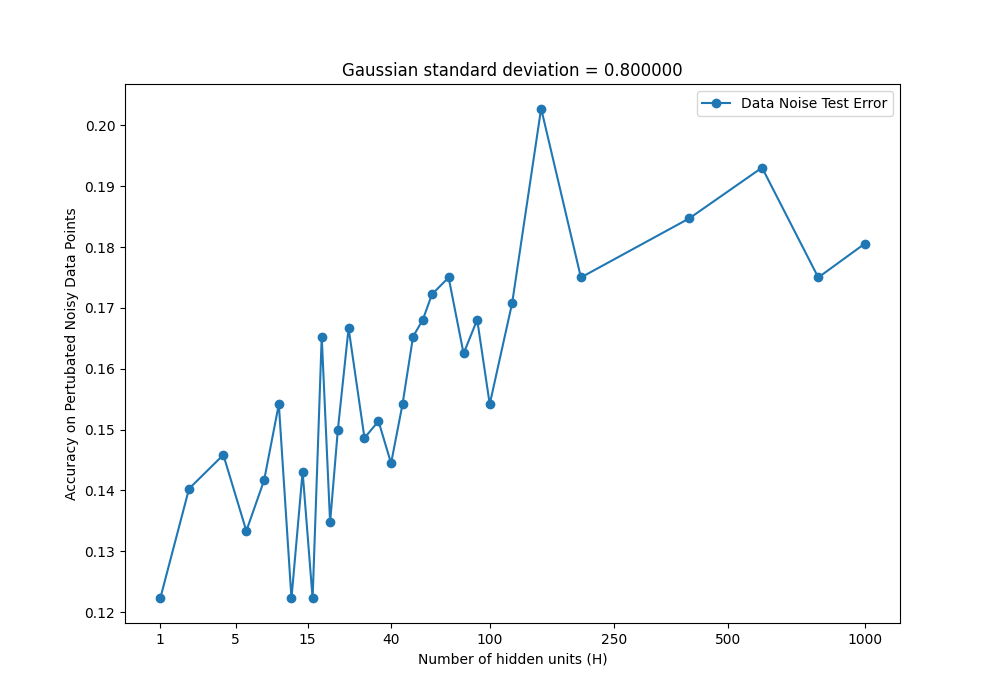 Gaussian standard deviation = 0.800000
Data Noise Test Error
Accuracy on Pertubated Noisy Data Points
0.20
0.19
0.18
0.17
0.16
0.15
0.14
0.13
0.12
1 5 15 40 100 250 500 1000
Number of hidden units (H)